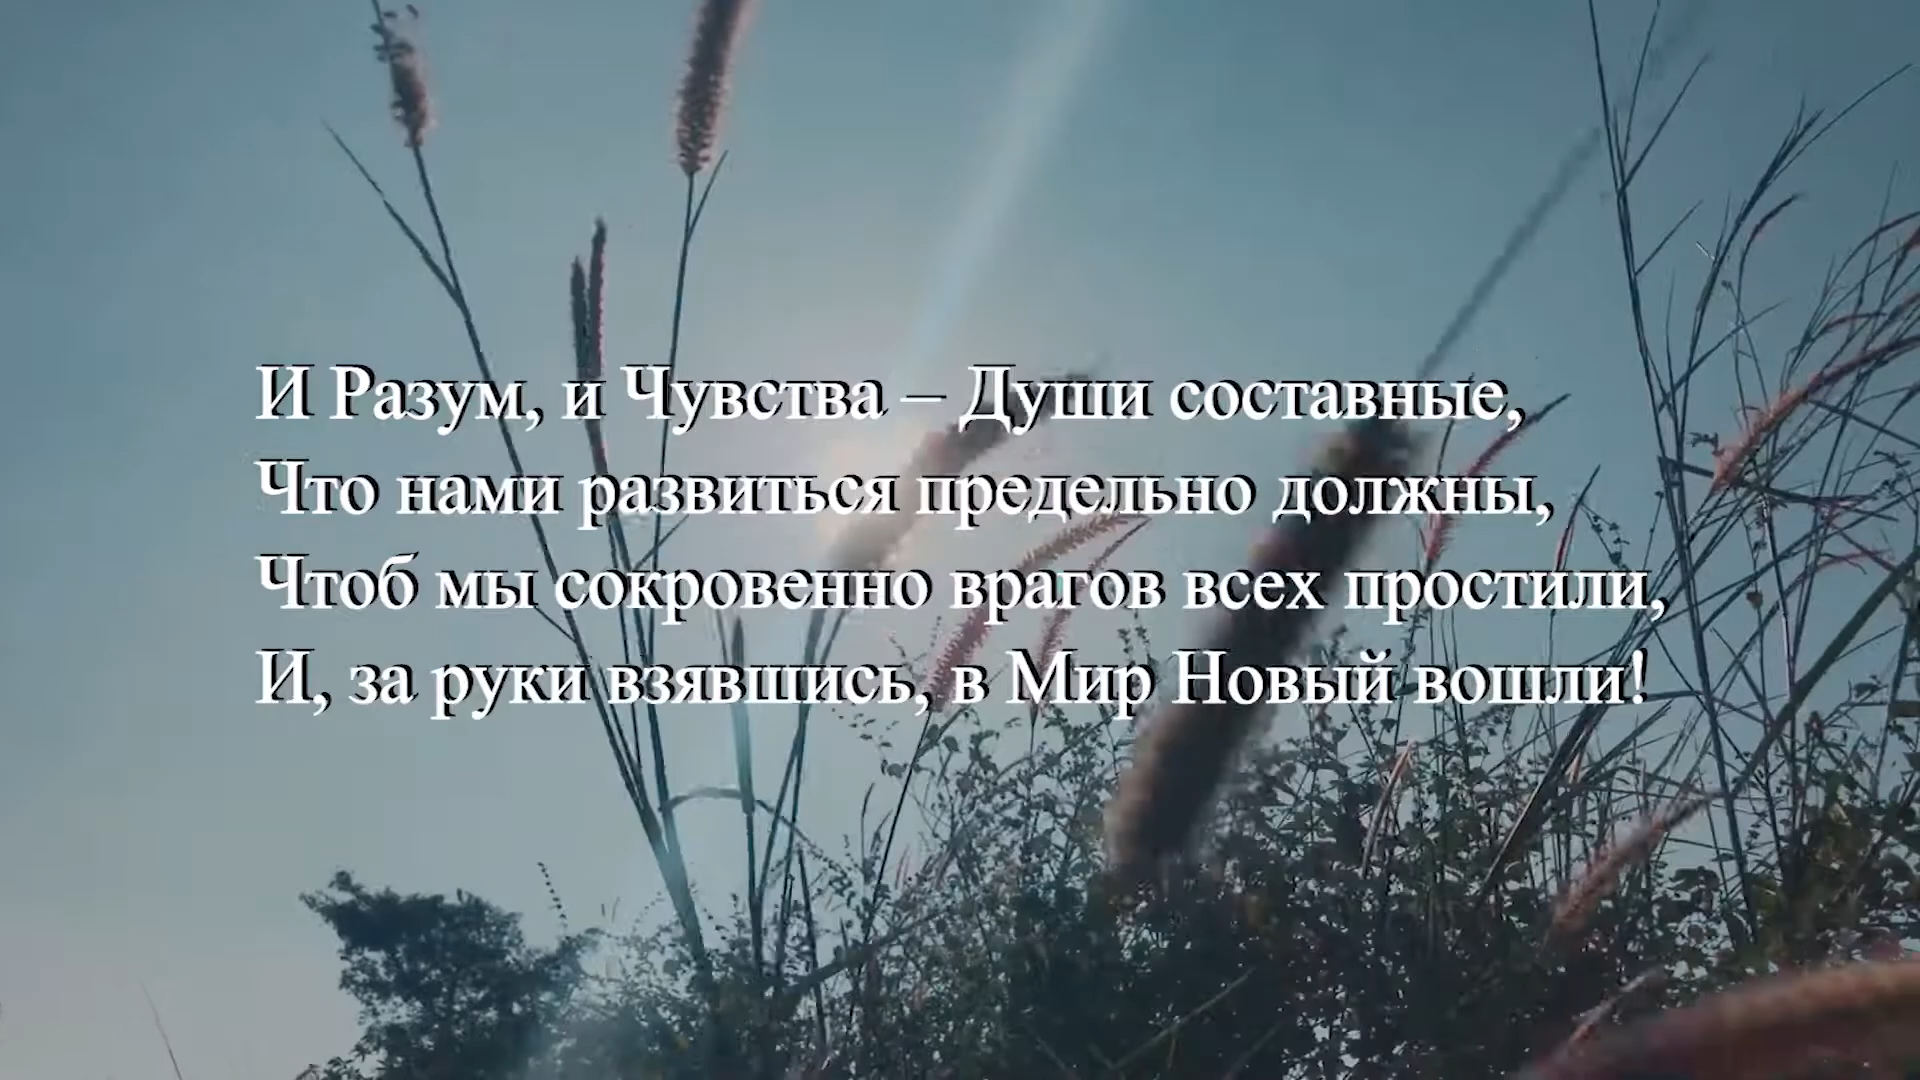 И Разум, и Чувства – Души составные,
Что нами развиться предельно должны,
Чтоб мы сокровенно врагов всех простили,
И, за руки взявшись, в Мир Новый вошли!